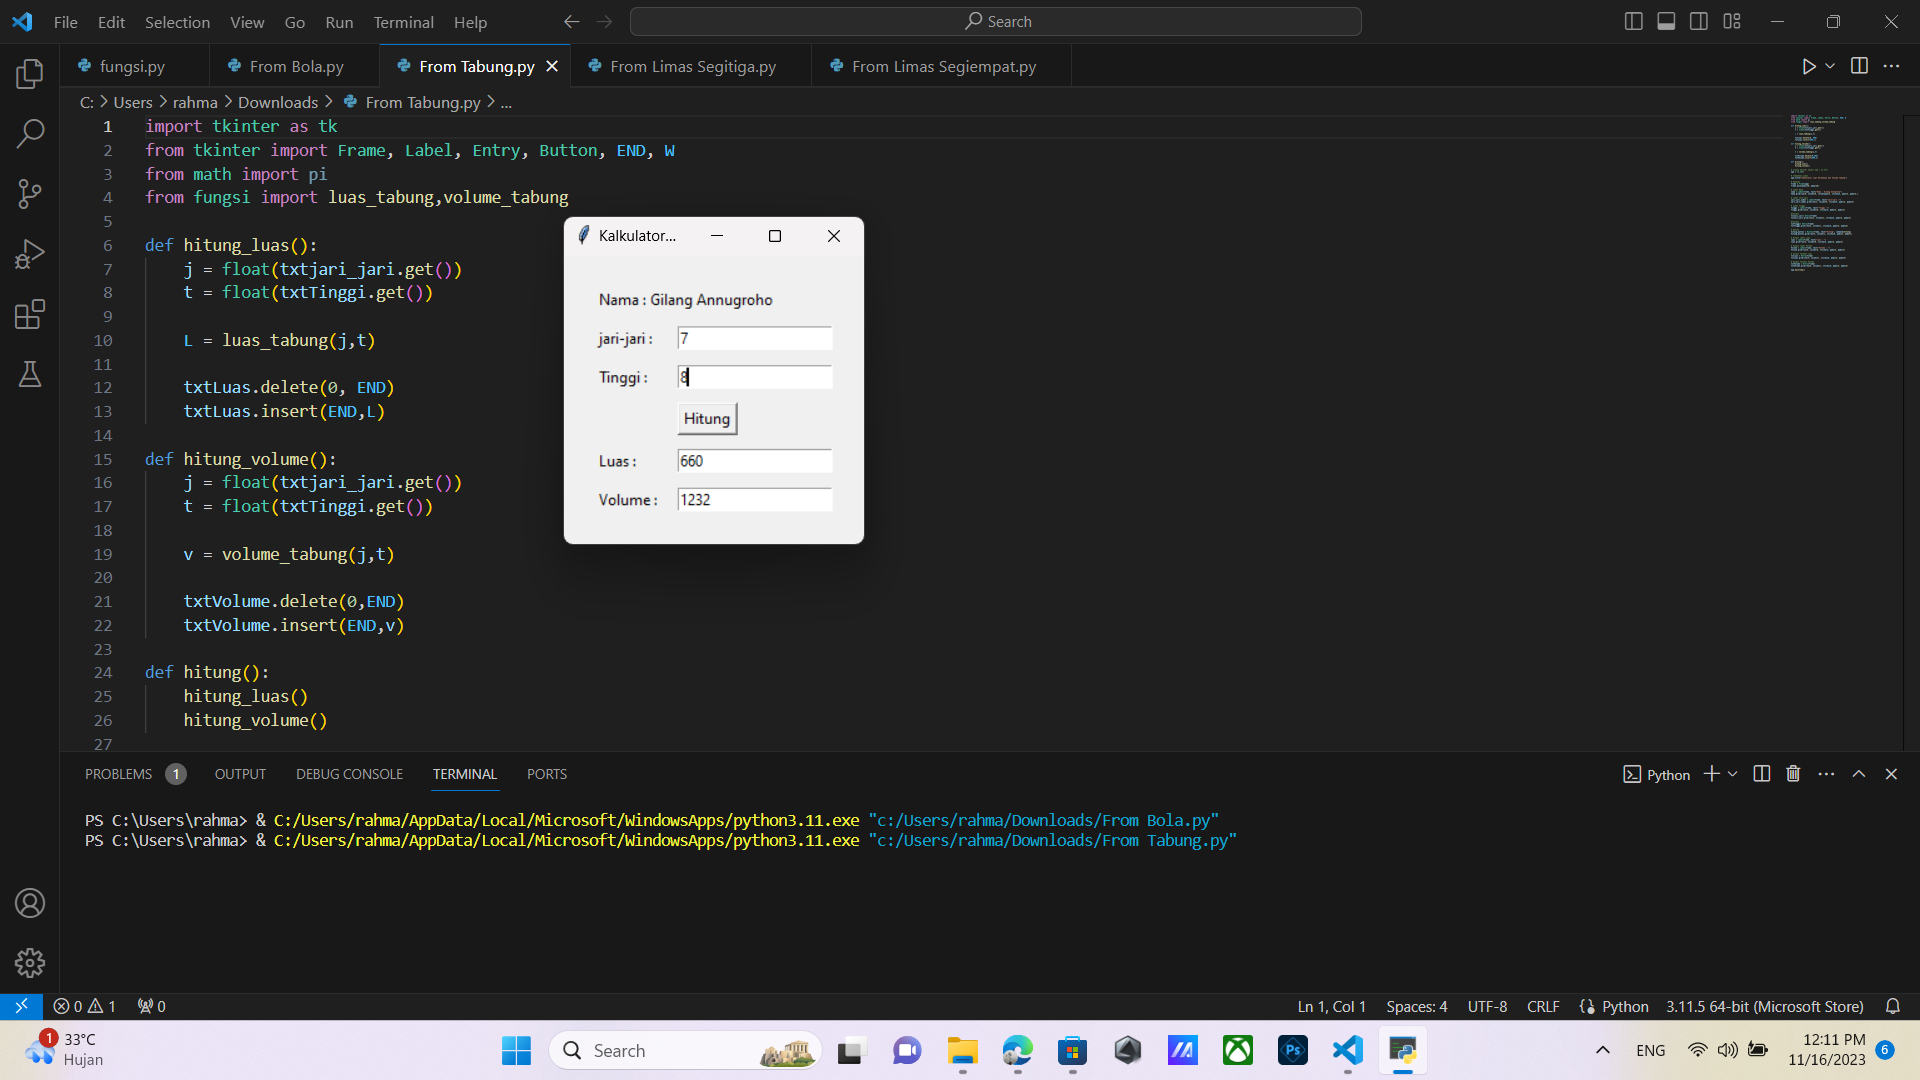 File Edit Selection View Go Run Terminal Help
Search
fungsi.py From Bola.py From Tabung.py From Limas Segitiga.py From Limas Segiempat.py
C: > Users > rahma > Downloads > From Tabung.py > ...
1 import tkinter as tk
2 from tkinter import Frame, Label, Entry, Button, END, W
3 from math import pi
4 from fungsi import luas_tabung,volume_tabung
5
6 def hitung_luas():
7 j = float(txtjari_jari.get())
8 t = float(txtTinggi.get())
9
10 L = luas_tabung(j,t)
11
12 txtLuas.delete(0, END)
13 txtLuas.insert(END,L)
14
15 def hitung_volume():
16 j = float(txtjari_jari.get())
17 t = float(txtTinggi.get())
18
19 v = volume_tabung(j,t)
20
21 txtVolume.delete(0,END)
22 txtVolume.insert(END,v)
23
24 def hitung():
25 hitung_luas()
26 hitung_volume()
27
Kalkulator...
Nama : Gilang Annugroho
jari-jari : 7
Tinggi : 8
Hitung
Luas : 660
Volume : 1232
PROBLEMS 1 OUTPUT DEBUG CONSOLE TERMINAL PORTS
Python
PS C:\Users\rahma> & C:/Users/rahma/AppData/Local/Microsoft/WindowsApps/python3.11.exe "c:/Users/rahma/Downloads/From Bola.py"
PS C:\Users\rahma> & C:/Users/rahma/AppData/Local/Microsoft/WindowsApps/python3.11.exe "c:/Users/rahma/Downloads/From Tabung.py"
0 1 0
Ln 1, Col 1 Spaces: 4 UTF-8 CRLF Python 3.11.5 64-bit (Microsoft Store)
1
33°C
Hujan
Search
Ps
ENG
12:11 PM
11/16/2023
6